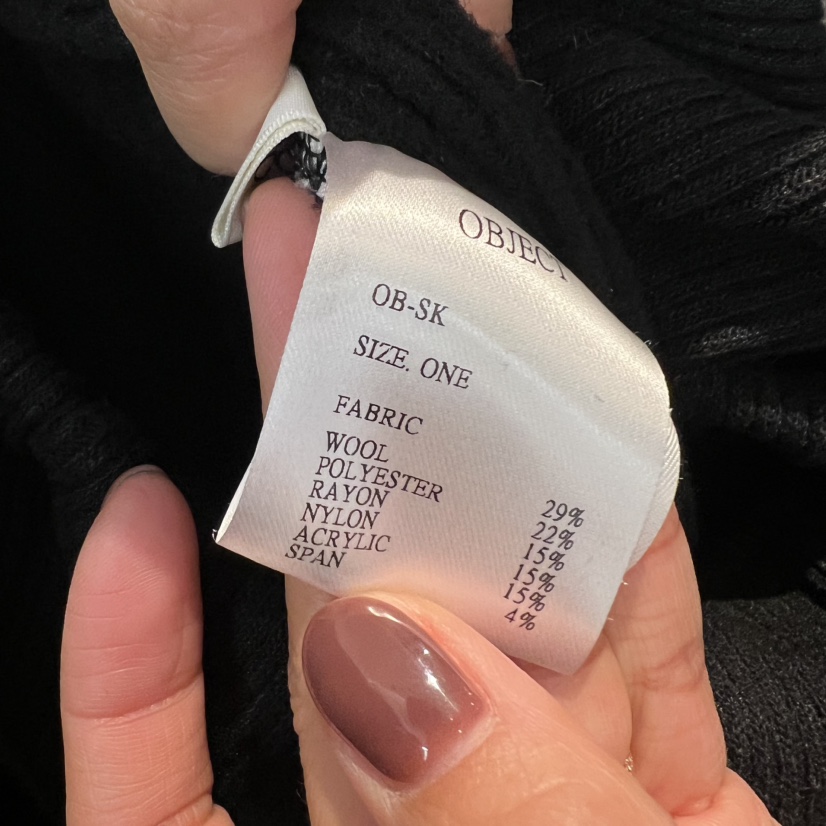 OBJECT
OB-SK
SIZE. ONE
FABRIC
WOOL 29%
POLYESTER 22%
RAYON 15%
NYLON 15%
ACRYLIC 15%
SPAN 4%